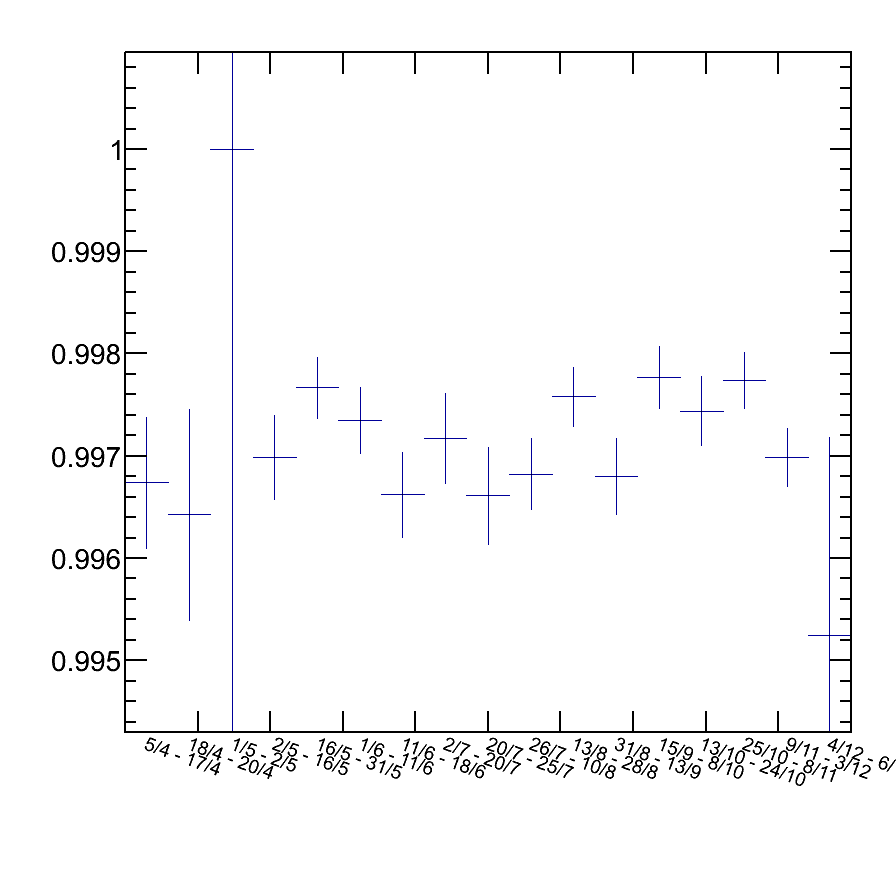 1
0.999
0.998
0.997
0.996
0.995
5/4 - 17/4
18/4 - 20/4
1/5 - 2/5
2/5 - 16/5
16/5 - 31/5
1/6 - 11/6
11/6 - 18/6
2/7 - 20/7
20/7 - 25/7
26/7 - 10/8
13/8 - 28/8
31/8 - 13/9
15/9 - 8/10
13/10 - 24/10
25/10 - 8/11
9/11 - 3/12
4/12 - 6/